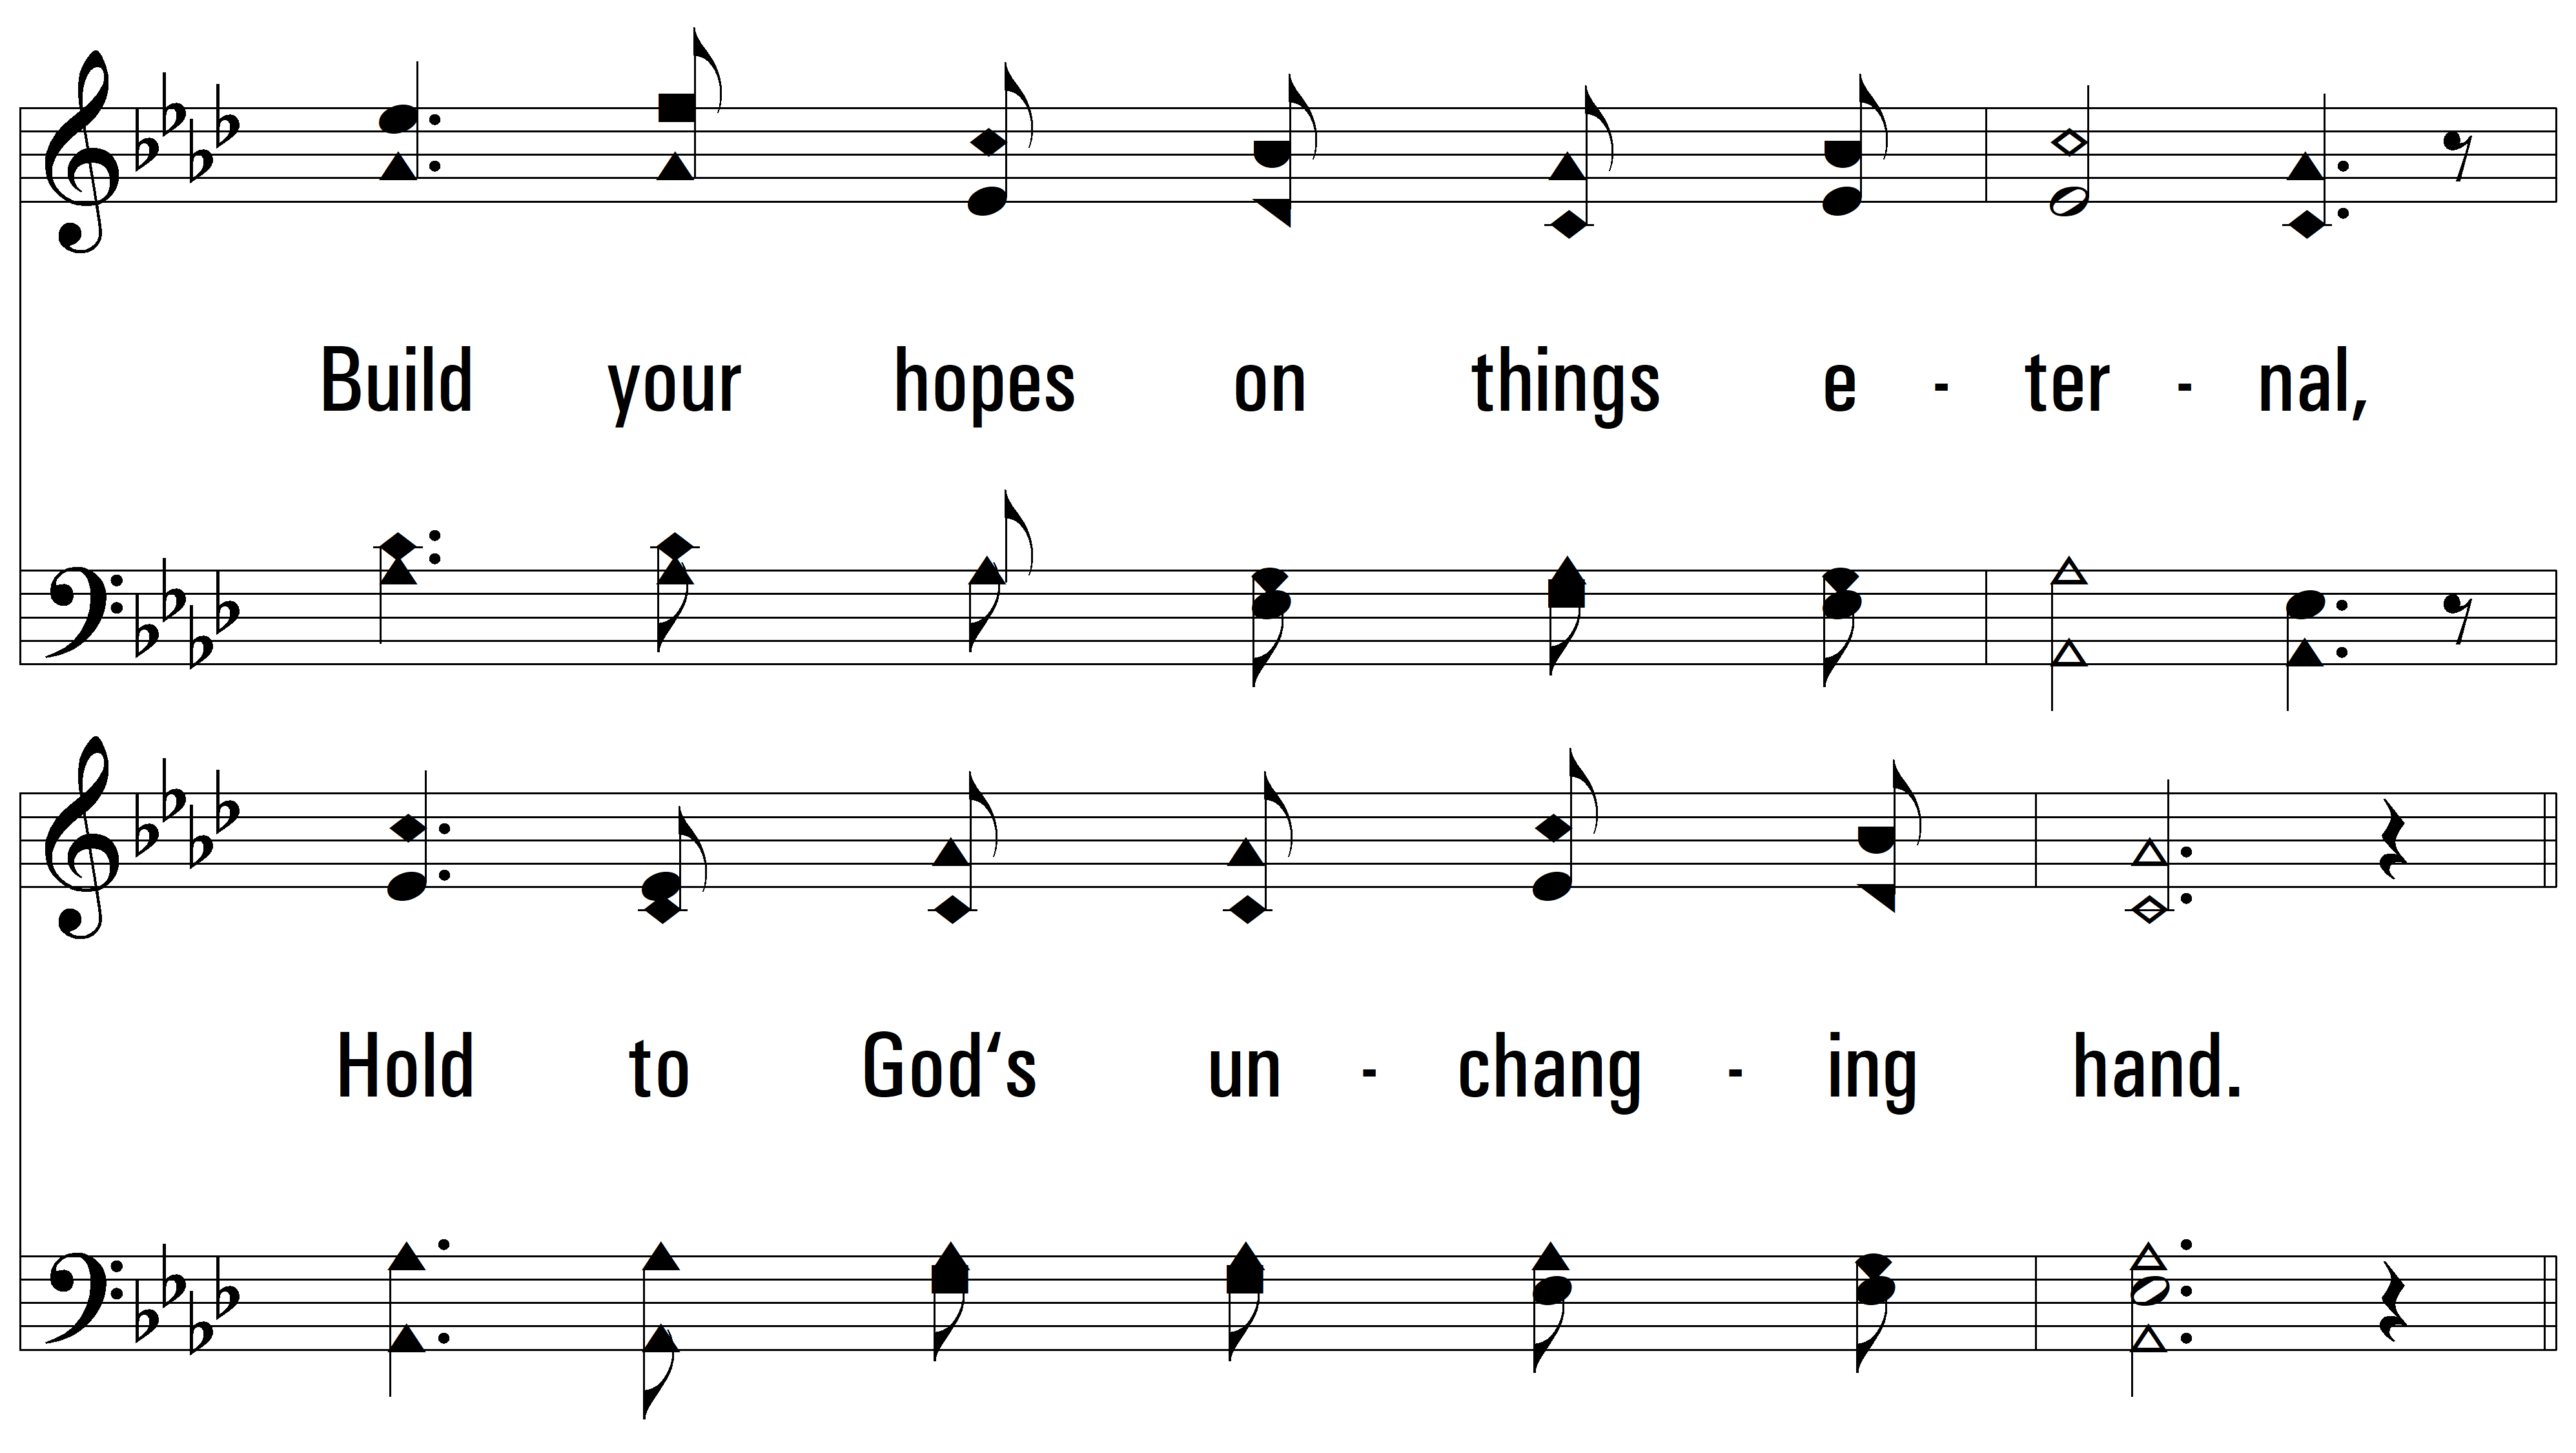 Build your hopes on things e - ter - nal,
Hold to God‘s un - chang - ing hand.